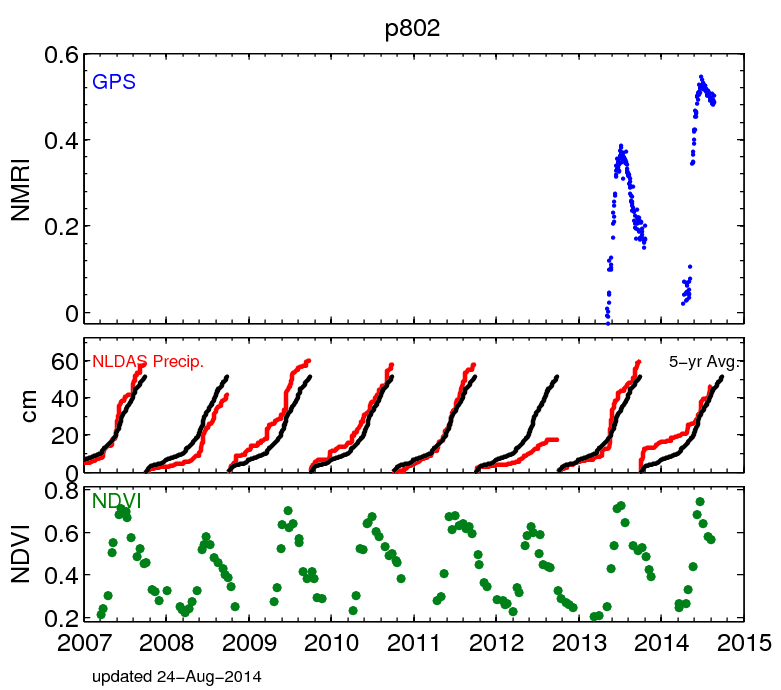 p802
0.6
GPS
0.4
NMRI
0.2
0
NLDAS Precip.
5-yr Avg.
60
40
cm
20
0
0.8
NDVI
0.6
NDVI
0.4
0.2
2007 2008 2009 2010 2011 2012 2013 2014 2015
updated 24-Aug-2014